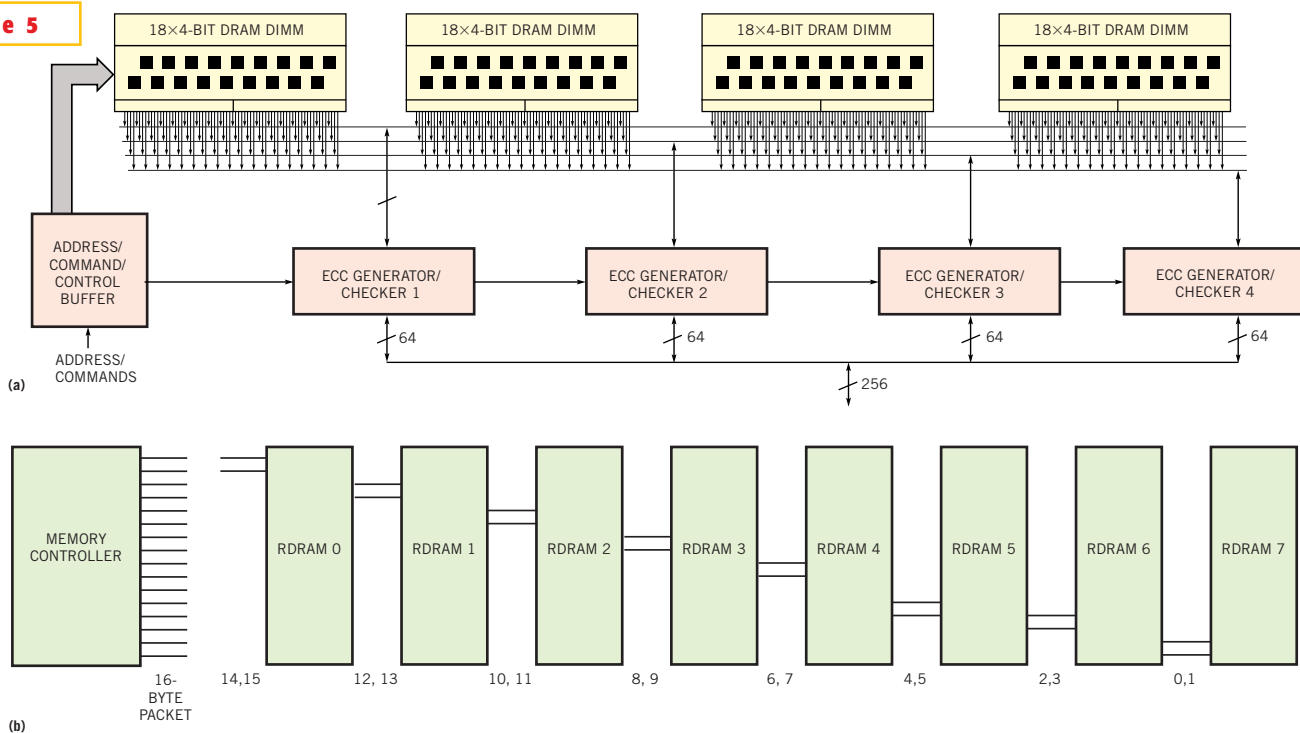 e 5
18×4-BIT DRAM DIMM
18×4-BIT DRAM DIMM
18×4-BIT DRAM DIMM
18×4-BIT DRAM DIMM
ADDRESS/
COMMAND/
CONTROL
BUFFER
ECC GENERATOR/
CHECKER 1
ECC GENERATOR/
CHECKER 2
ECC GENERATOR/
CHECKER 3
ECC GENERATOR/
CHECKER 4
64
64
64
64
ADDRESS/
COMMANDS
256
(a)
MEMORY
CONTROLLER
RDRAM 0
RDRAM 1
RDRAM 2
RDRAM 3
RDRAM 4
RDRAM 5
RDRAM 6
RDRAM 7
16-
BYTE
PACKET
14,15
12, 13
10, 11
8, 9
6, 7
4,5
2,3
0,1
(b)